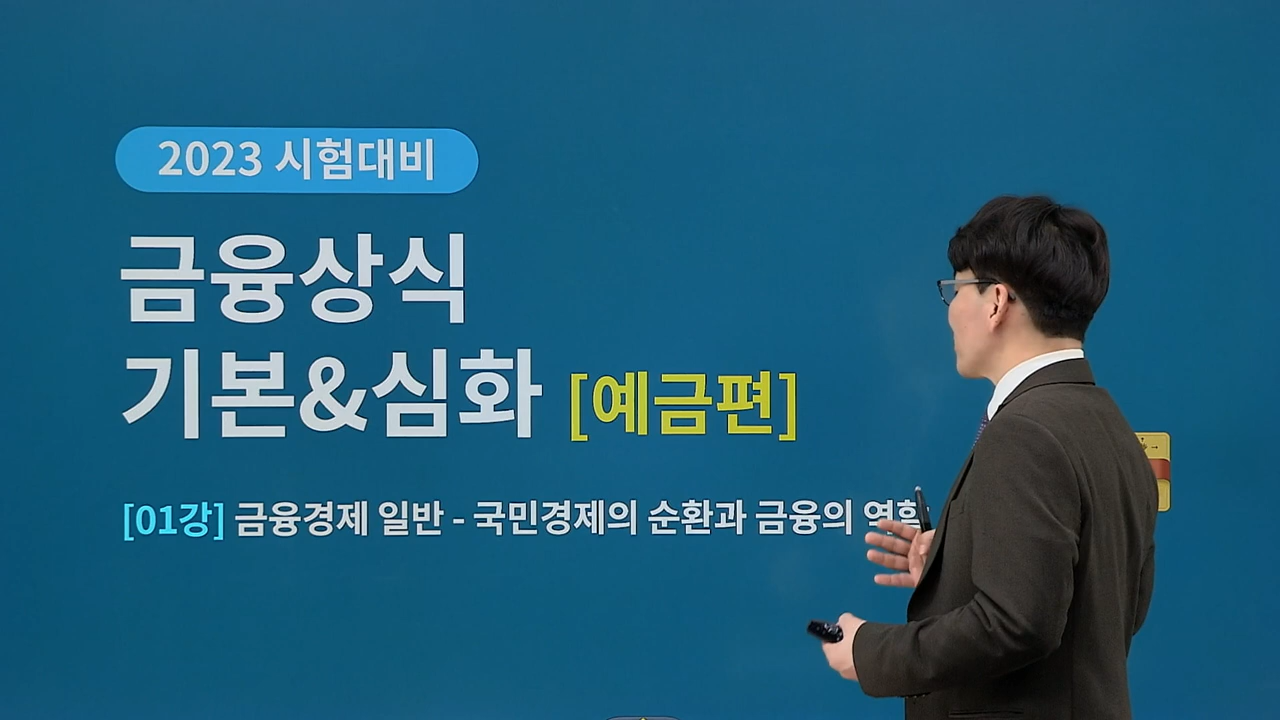 2023 시험대비
금융상식
기본&심화 [예금편]
[01강] 금융경제 일반 - 국민경제의 순환과 금융의